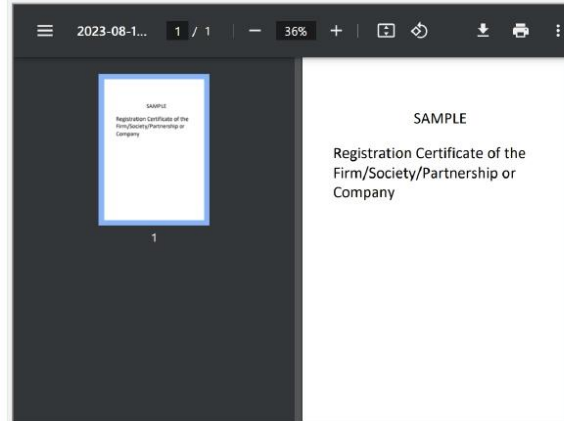 2023-08-1... 1 / 1 36%
SAMPLE
Registration Certificate of the
Firm/Society/Partnership or
Company
1
SAMPLE
Registration Certificate of the
Firm/Society/Partnership or
Company